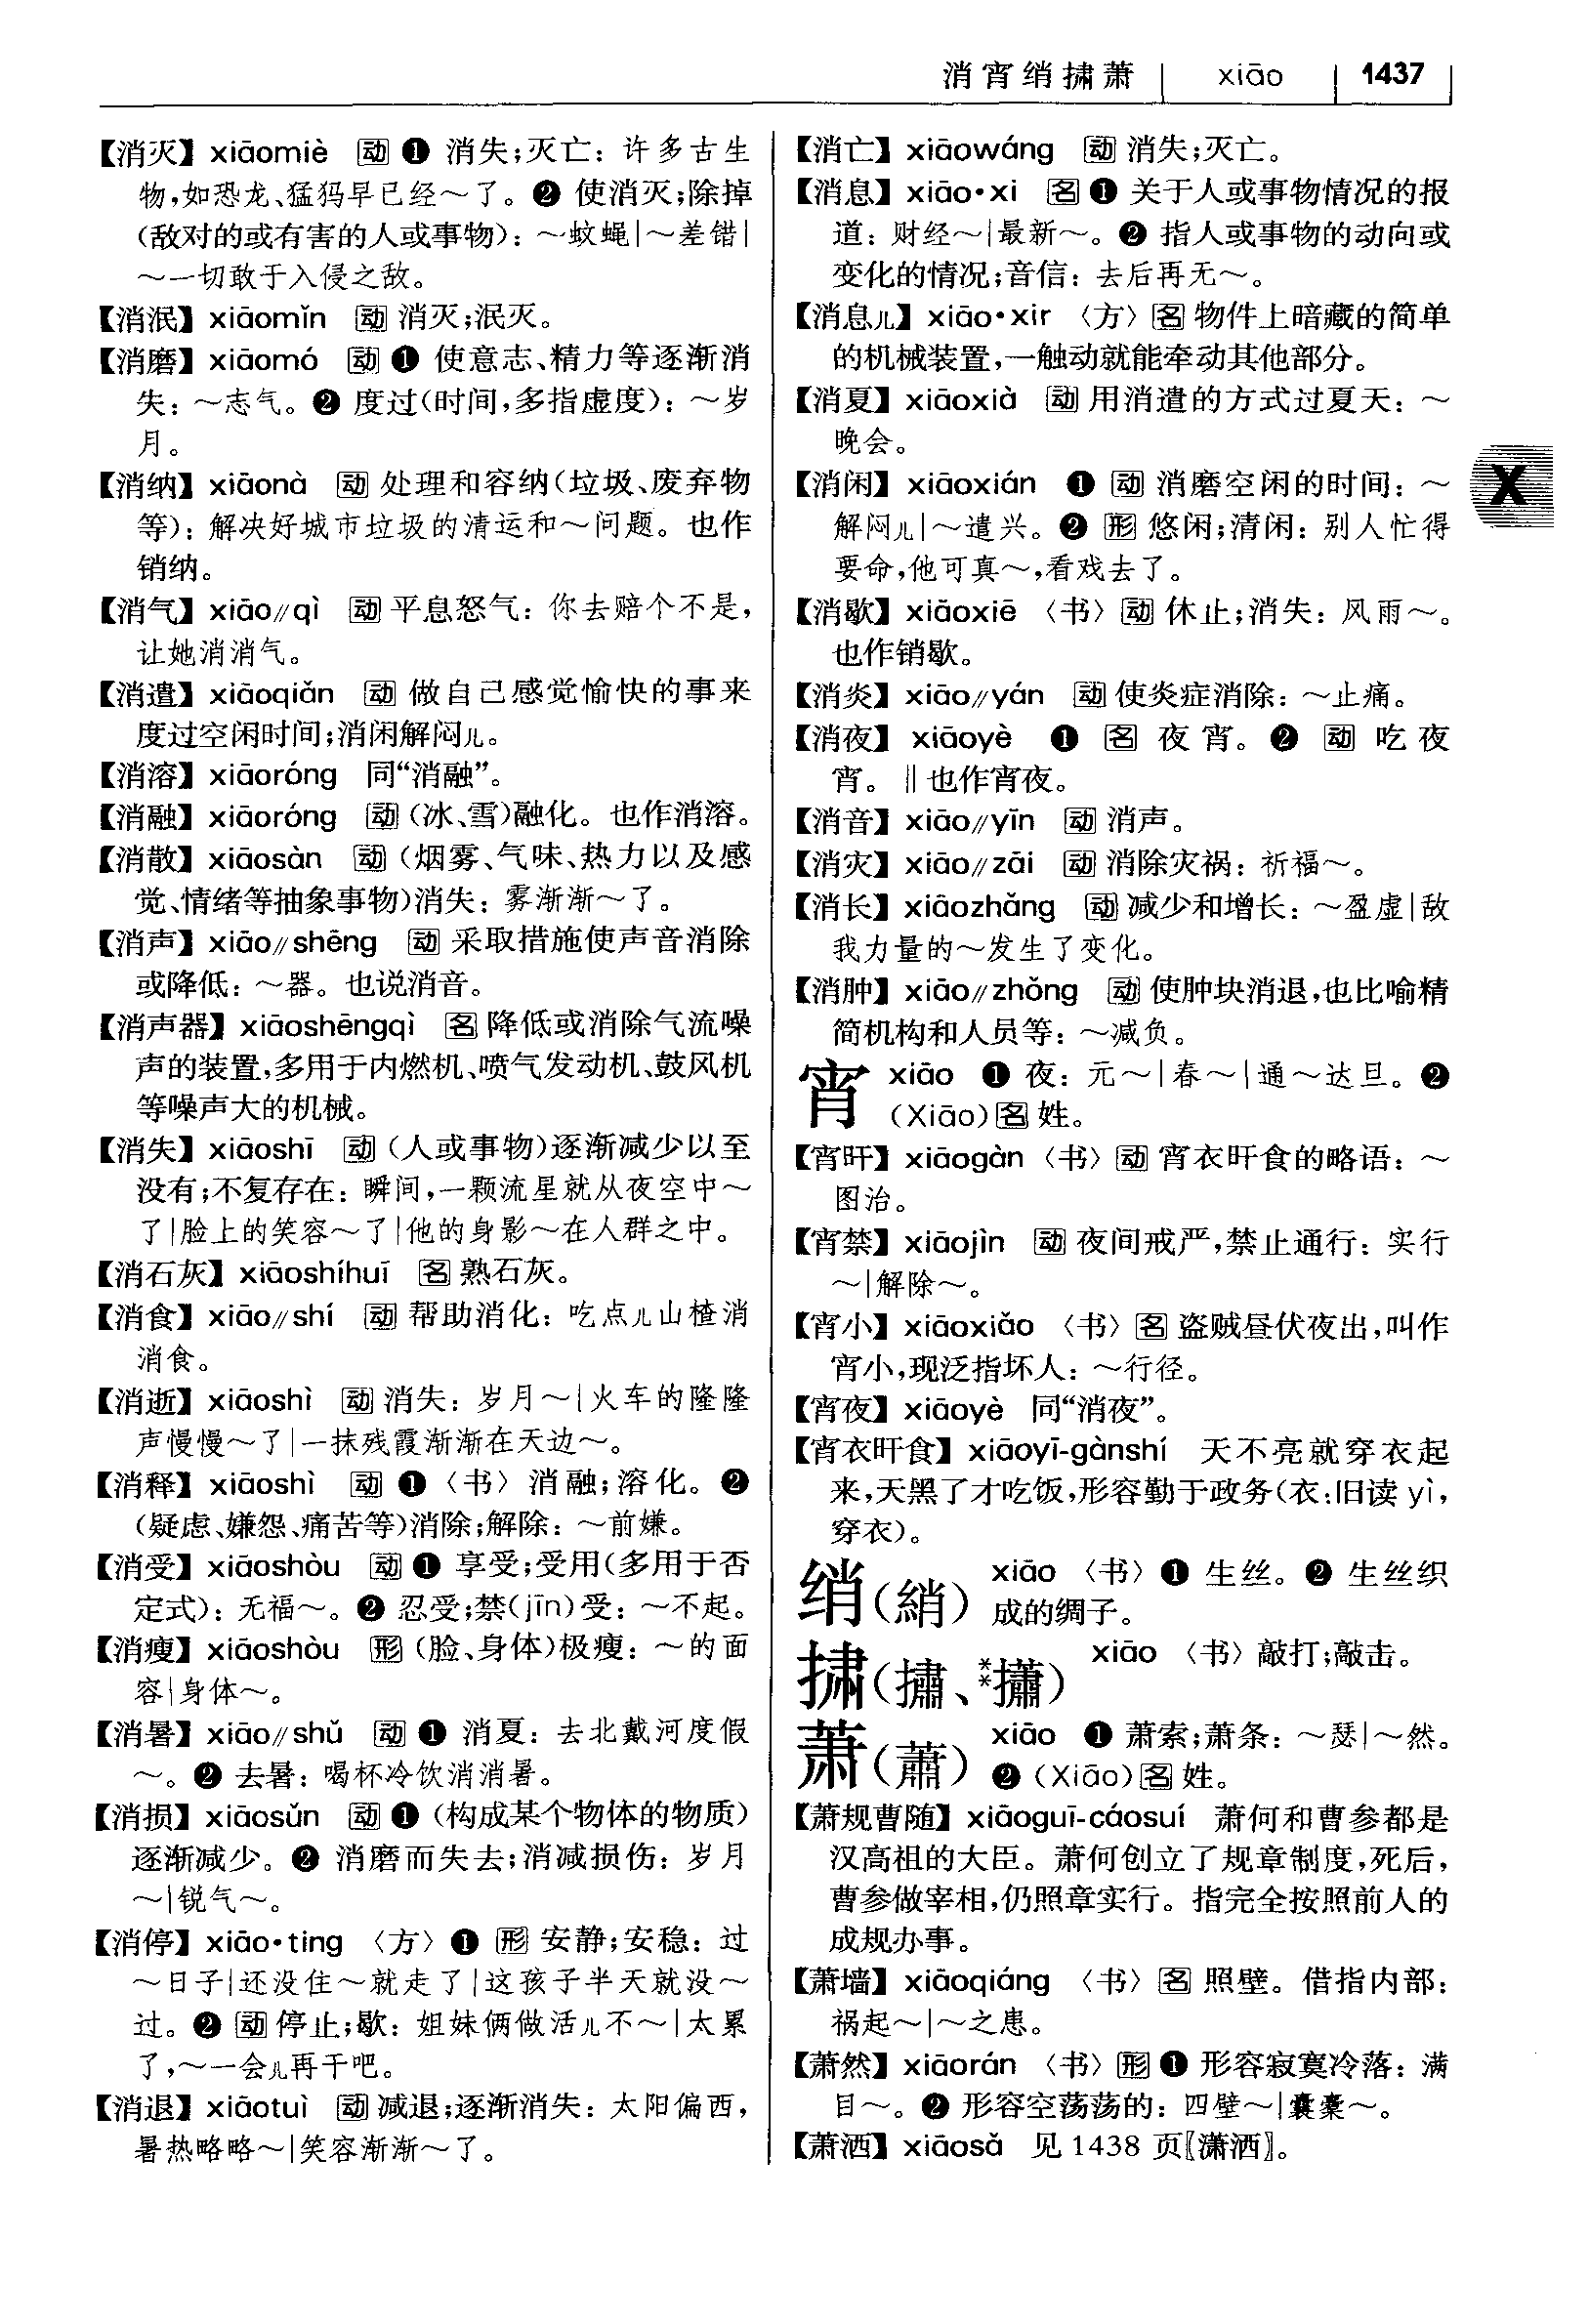 消宵绡𢵧萧 xiāo 1437
【消灭】xiāomiè 动 ❶ 消失;灭亡:许多古生
物,如恐龙、猛犸早已经～了。❷ 使消灭;除掉
(敌对的或有害的人或事物):～蚊蝇|～差错|
～一切敢于入侵之敌。
【消泯】xiāomǐn 动 消灭;泯灭。
【消磨】xiāomó 动 ❶ 使意志、精力等逐渐消
失:～志气。❷ 度过(时间,多指虚度):～岁
月。
【消纳】xiāonà 动 处理和容纳(垃圾、废弃物
等):解决好城市垃圾的清运和～问题。也作
销纳。
【消气】xiāo∥qì 动 平息怒气:你去赔个不是,
让她消消气。
【消遣】xiāoqiǎn 动 做自己感觉愉快的事来
度过空闲时间;消闲解闷儿。
【消溶】xiāoróng 同“消融”。
【消融】xiāoróng 动 (冰、雪)融化。也作消溶。
【消散】xiāosàn 动 (烟雾、气味、热力以及感
觉、情绪等抽象事物)消失:雾渐渐～了。
【消声】xiāo∥shēng 动 采取措施使声音消除
或降低:～器。也说消音。
【消声器】xiāoshēngqì 名 降低或消除气流噪
声的装置,多用于内燃机、喷气发动机、鼓风机
等噪声大的机械。
【消失】xiāoshī 动 (人或事物)逐渐减少以至
没有;不复存在:瞬间,一颗流星就从夜空中～
了|脸上的笑容～了|他的身影～在人群之中。
【消石灰】xiāoshíhuī 名 熟石灰。
【消食】xiāo∥shí 动 帮助消化:吃点儿山楂消
消食。
【消逝】xiāoshì 动 消失:岁月～|火车的隆隆
声慢慢～了|一抹残霞渐渐在天边～。
【消释】xiāoshì 动 ❶〈书〉消融;溶化。❷
(疑虑、嫌怨、痛苦等)消除;解除:～前嫌。
【消受】xiāoshòu 动 ❶ 享受;受用(多用于否
定式):无福～。❷ 忍受;禁(jīn)受:～不起。
【消瘦】xiāoshòu 形 (脸、身体)极瘦:～的面
容|身体～。
【消暑】xiāo∥shǔ 动 ❶ 消夏:去北戴河度假
～。❷ 去暑:喝杯冷饮消消暑。
【消损】xiāosǔn 动 ❶ (构成某个物体的物质)
逐渐减少。❷ 消磨而失去;消减损伤:岁月
～|锐气～。
【消停】xiāo·ting 〈方〉❶ 形 安静;安稳:过
～日子|还没住～就走了|这孩子半天就没～
过。❷ 动 停止;歇:姐妹俩做活儿不～|太累
了,～一会儿再干吧。
【消退】xiāotuì 动 减退;逐渐消失:太阳偏西,
暑热略略～|笑容渐渐～了。
【消亡】xiāowáng 动 消失;灭亡。
【消息】xiāo·xi 名 ❶ 关于人或事物情况的报
道:财经～|最新～。❷ 指人或事物的动向或
变化的情况;音信:去后再无～。
【消息儿】xiāo·xir 〈方〉名 物件上暗藏的简单
的机械装置,一触动就能牵动其他部分。
【消夏】xiāoxià 动 用消遣的方式过夏天:～
晚会。
【消闲】xiāoxián ❶ 动 消磨空闲的时间:～
解闷儿|～遣兴。❷ 形 悠闲;清闲:别人忙得
要命,他可真～,看戏去了。
【消歇】xiāoxiē 〈书〉动 休止;消失:风雨～。
也作销歇。
【消炎】xiāo∥yán 动 使炎症消除:～止痛。
【消夜】xiāoyè ❶ 名 夜宵。❷ 动 吃夜
宵。‖也作宵夜。
【消音】xiāo∥yīn 动 消声。
【消灾】xiāo∥zāi 动 消除灾祸:祈福～。
【消长】xiāozhǎng 动 减少和增长:～盈虚|敌
我力量的～发生了变化。
【消肿】xiāo∥zhǒng 动 使肿块消退,也比喻精
简机构和人员等:～减负。
宵 xiāo ❶ 夜:元～|春～|通～达旦。❷
(Xiāo)名 姓。
【宵旰】xiāogàn〈书〉动 宵衣旰食的略语:～
图治。
【宵禁】xiāojìn 动 夜间戒严,禁止通行:实行
～|解除～。
【宵小】xiāoxiǎo 〈书〉名 盗贼昼伏夜出,叫作
宵小,现泛指坏人:～行径。
【宵夜】xiāoyè 同“消夜”。
【宵衣旰食】xiāoyī-gànshí 天不亮就穿衣起
来,天黑了才吃饭,形容勤于政务(衣:旧读 yì,
穿衣)。
绡(綃) xiāo 〈书〉❶ 生丝。❷ 生丝织
成的绸子。
𢵧(捎、**㩋) xiāo 〈书〉敲打;敲击。
萧(蕭) xiāo ❶ 萧索;萧条:～瑟|～然。
❷ (Xiāo)名 姓。
【萧规曹随】xiāoguī-cáosuí 萧何和曹参都是
汉高祖的大臣。萧何创立了规章制度,死后,
曹参做宰相,仍照章实行。指完全按照前人的
成规办事。
【萧墙】xiāoqiáng 〈书〉名 照壁。借指内部:
祸起～|～之患。
【萧然】xiāorán 〈书〉形 ❶ 形容寂寞冷落:满
目～。❷ 形容空荡荡的:四壁～|囊橐～。
【萧洒】xiāosǎ 见 1438 页〖潇洒〗。
X